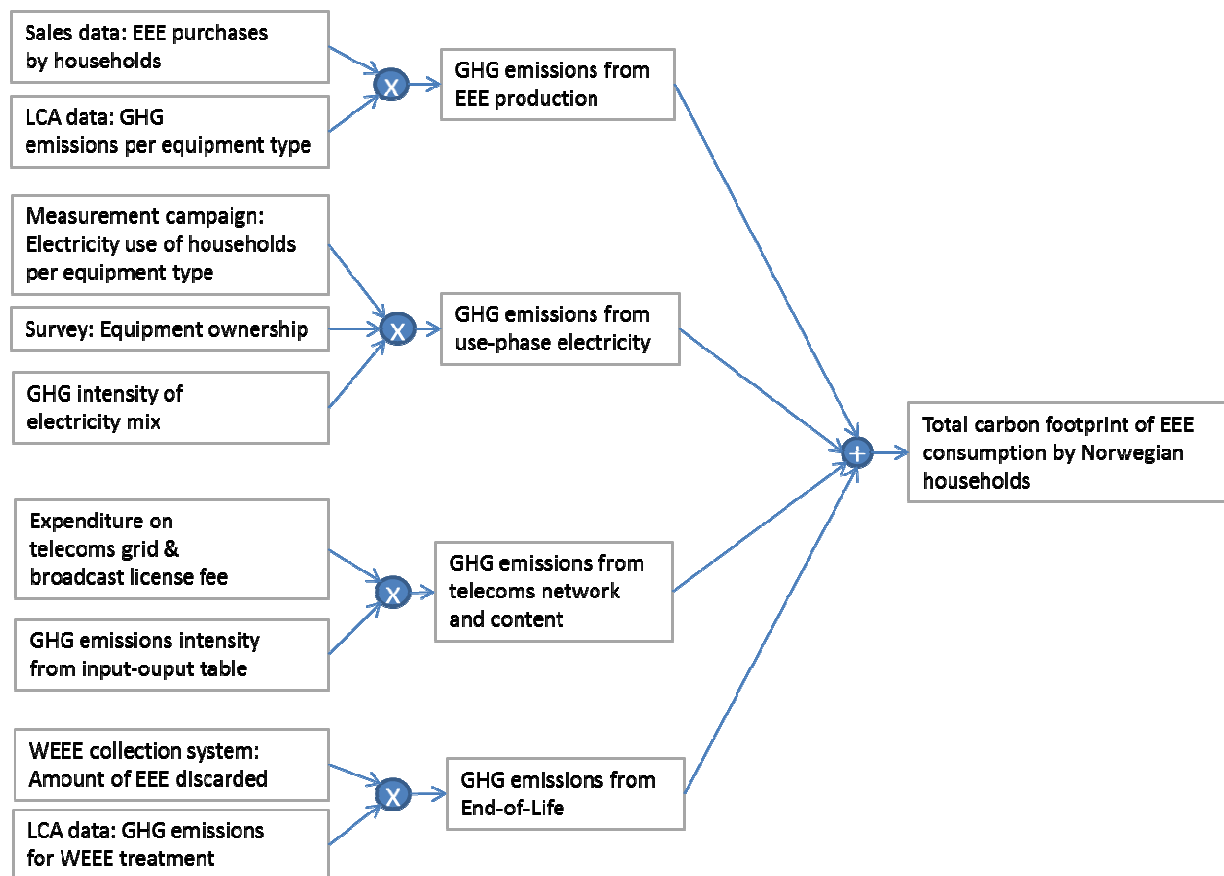 Sales data: EEE purchases
by households
LCA data: GHG
emissions per equipment type
X
GHG emissions from
EEE production
Measurement campaign:
Electricity use of households
per equipment type
Survey: Equipment ownership
GHG intensity of
electricity mix
X
GHG emissions from
use-phase electricity
Expenditure on
telecoms grid &
broadcast license fee
GHG emissions intensity
from input-ouput table
X
GHG emissions from
telecoms network
and content
WEEE collection system:
Amount of EEE discarded
LCA data: GHG emissions
for WEEE treatment
X
GHG emissions from
End-of-Life
+
Total carbon footprint of EEE
consumption by Norwegian
households